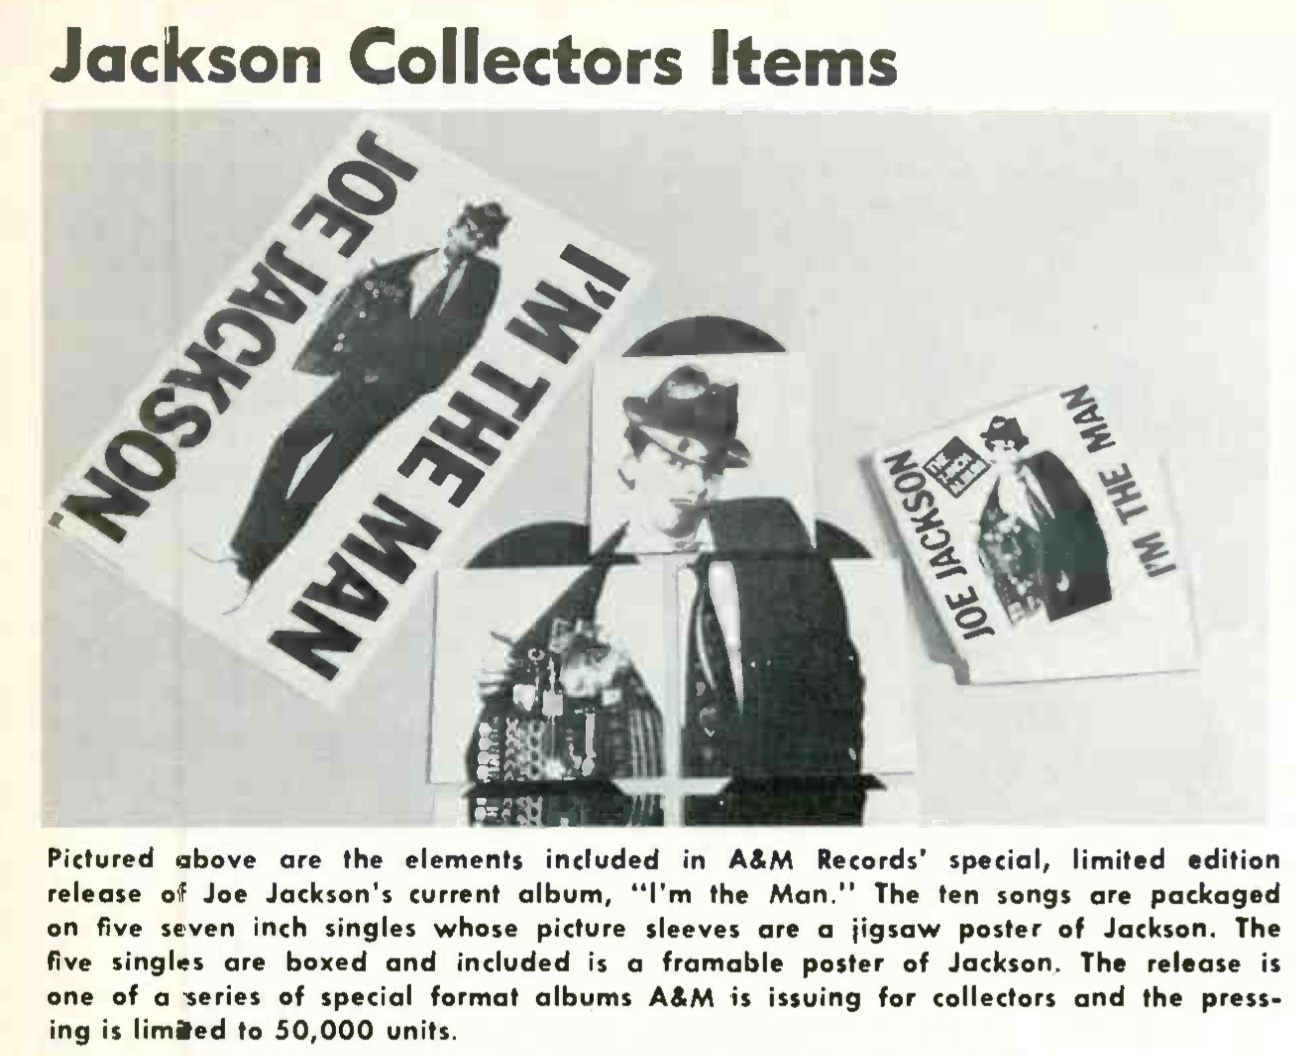 Jackson Collectors Items
JOE JACKSON.
I'M THE MAN
JOE JACKSON
I'M THE MAN
Pictured above are the elements included in A&M Records' special, limited edition
release of Joe Jackson's current album, "I'm the Man." The ten songs are packaged
on five seven inch singles whose picture sleeves are a jigsaw poster of Jackson. The
five singles are boxed and included is a framable poster of Jackson. The release is
one of a series of special format albums A&M is issuing for collectors and the press-
ing is limited to 50,000 units.